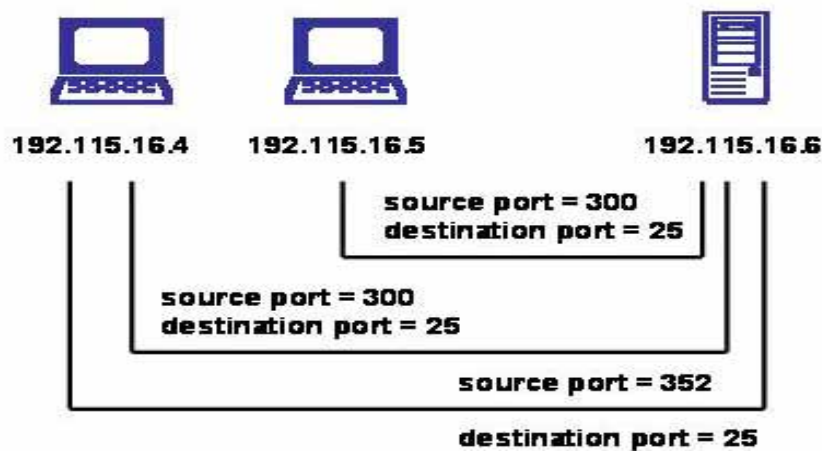 192.115.16.4 192.115.16.5 192.115.16.6
source port = 300
destination port = 25
source port = 300
destination port = 25
source port = 352
destination port = 25